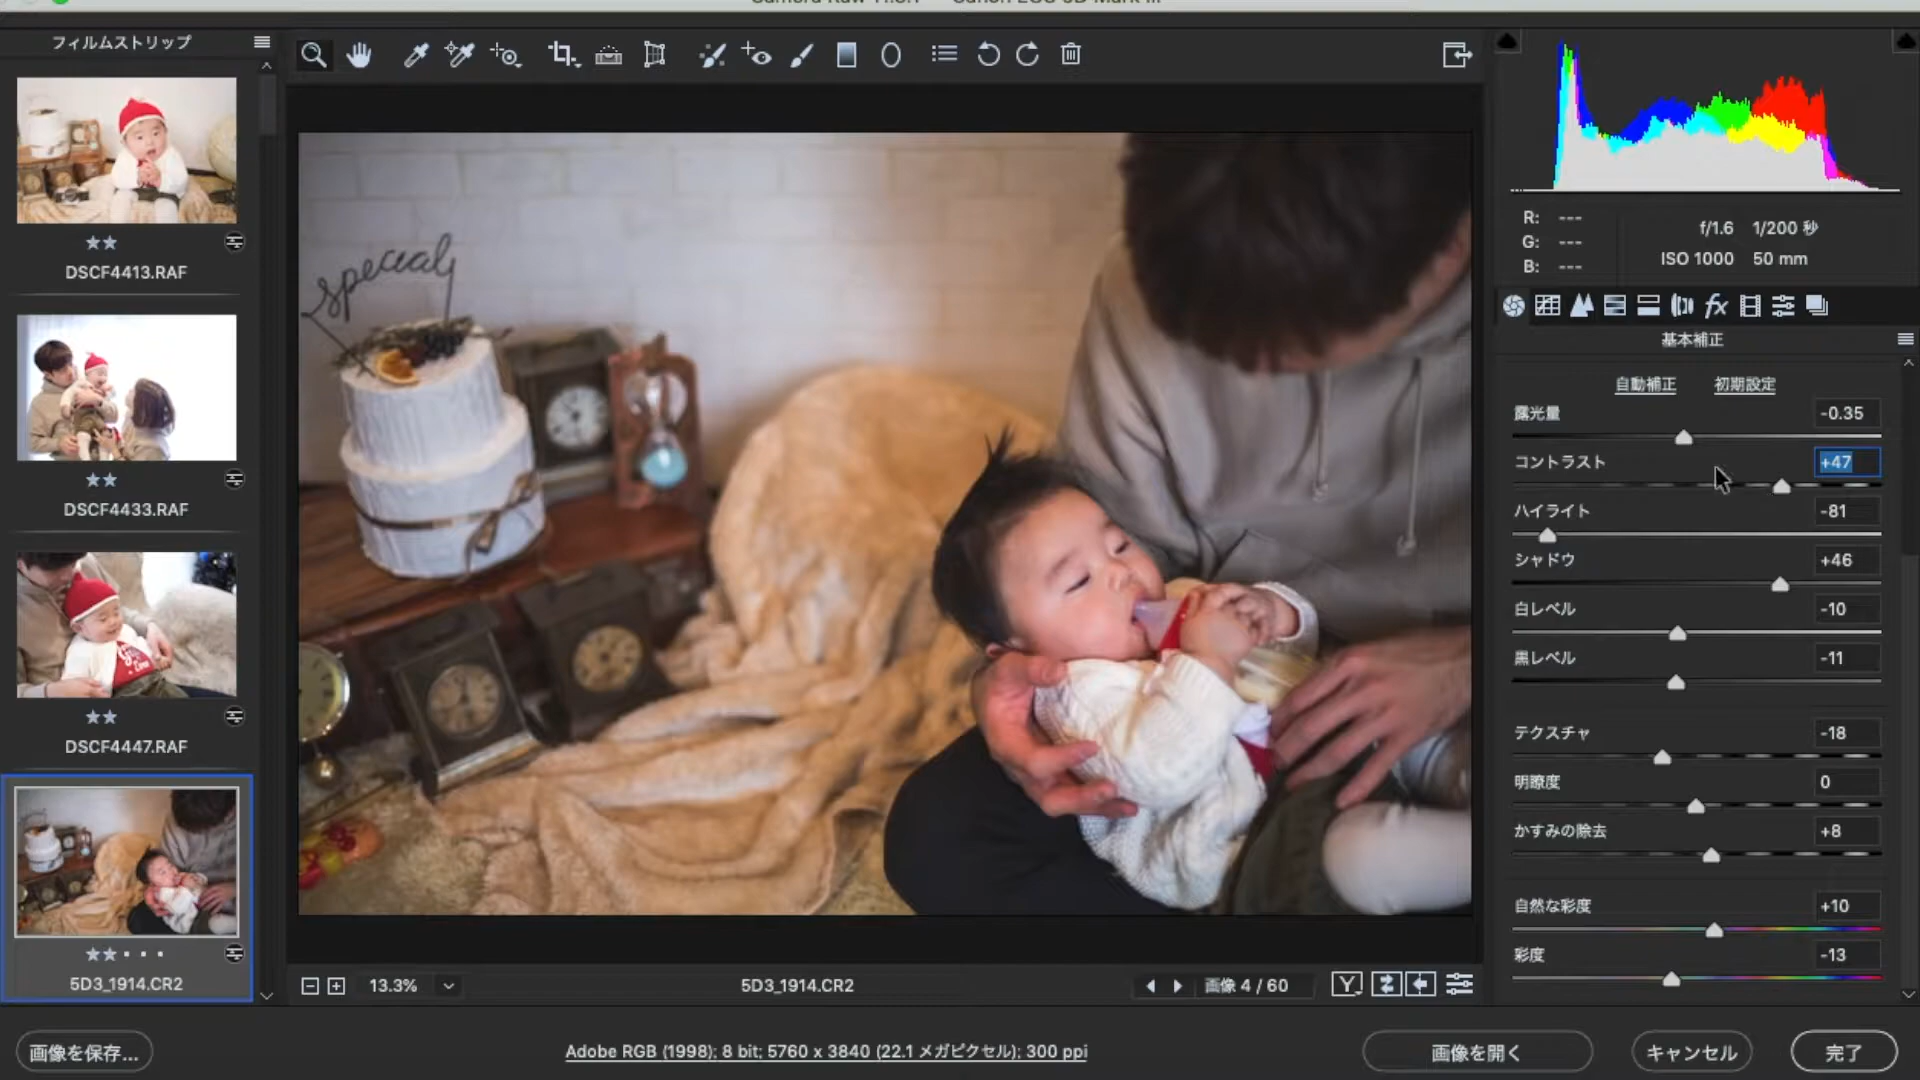 フィルムストリップ
DSCF4413.RAF
DSCF4433.RAF
DSCF4447.RAF
5D3_1914.CR2
special
13.3%
5D3_1914.CR2
画像 4 / 60
Y
R: ---
G: ---
B: ---
f/1.6 1/200 秒
ISO 1000 50 mm
fx
基本補正
自動補正 初期設定
露光量 -0.35
コントラスト +47
ハイライト -81
シャドウ +46
白レベル -10
黒レベル -11
テクスチャ -18
明瞭度 0
かすみの除去 +8
自然な彩度 +10
彩度 -13
画像を保存...
Adobe RGB (1998); 8 bit; 5760 x 3840 (22.1 メガピクセル); 300 ppi
画像を開く
キャンセル
完了